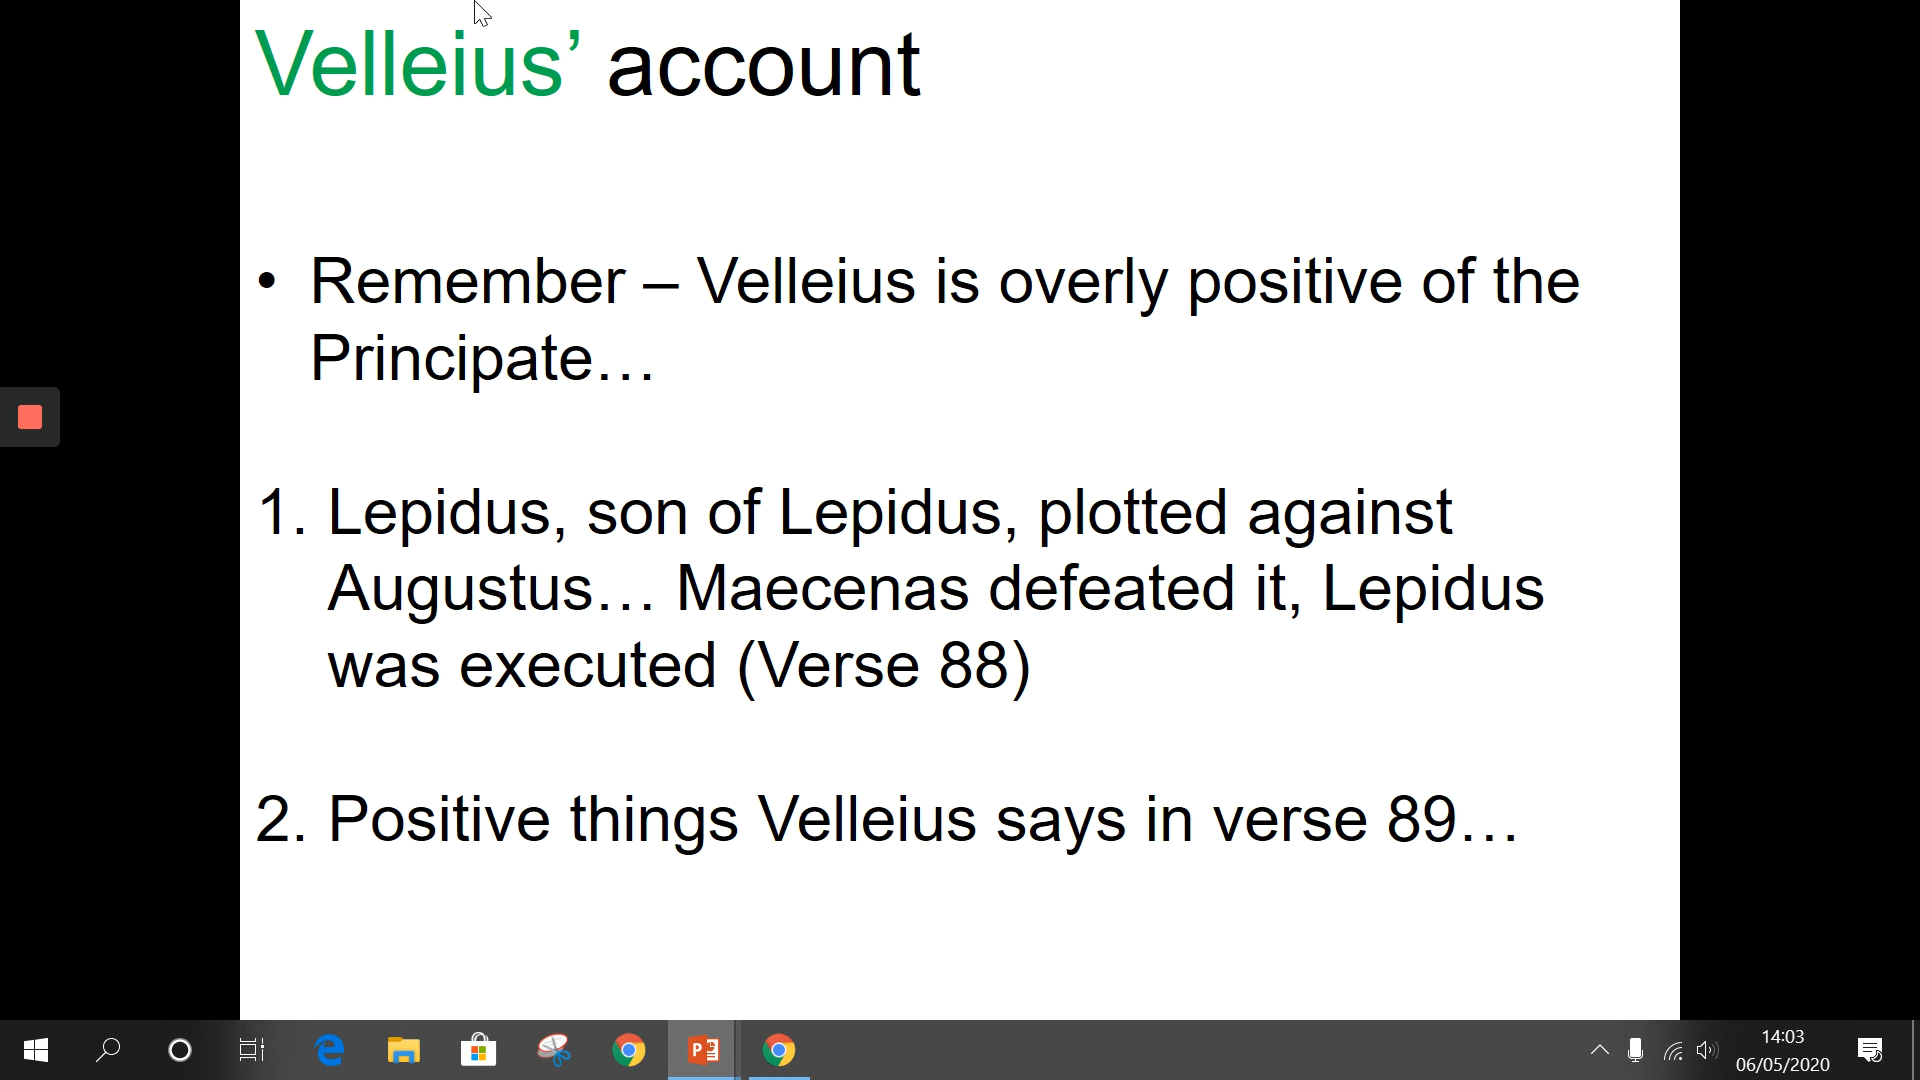 Velleius’ account
• Remember – Velleius is overly positive of the
Principate…
1. Lepidus, son of Lepidus, plotted against
Augustus… Maecenas defeated it, Lepidus
was executed (Verse 88)
2. Positive things Velleius says in verse 89…
14:03
06/05/2020